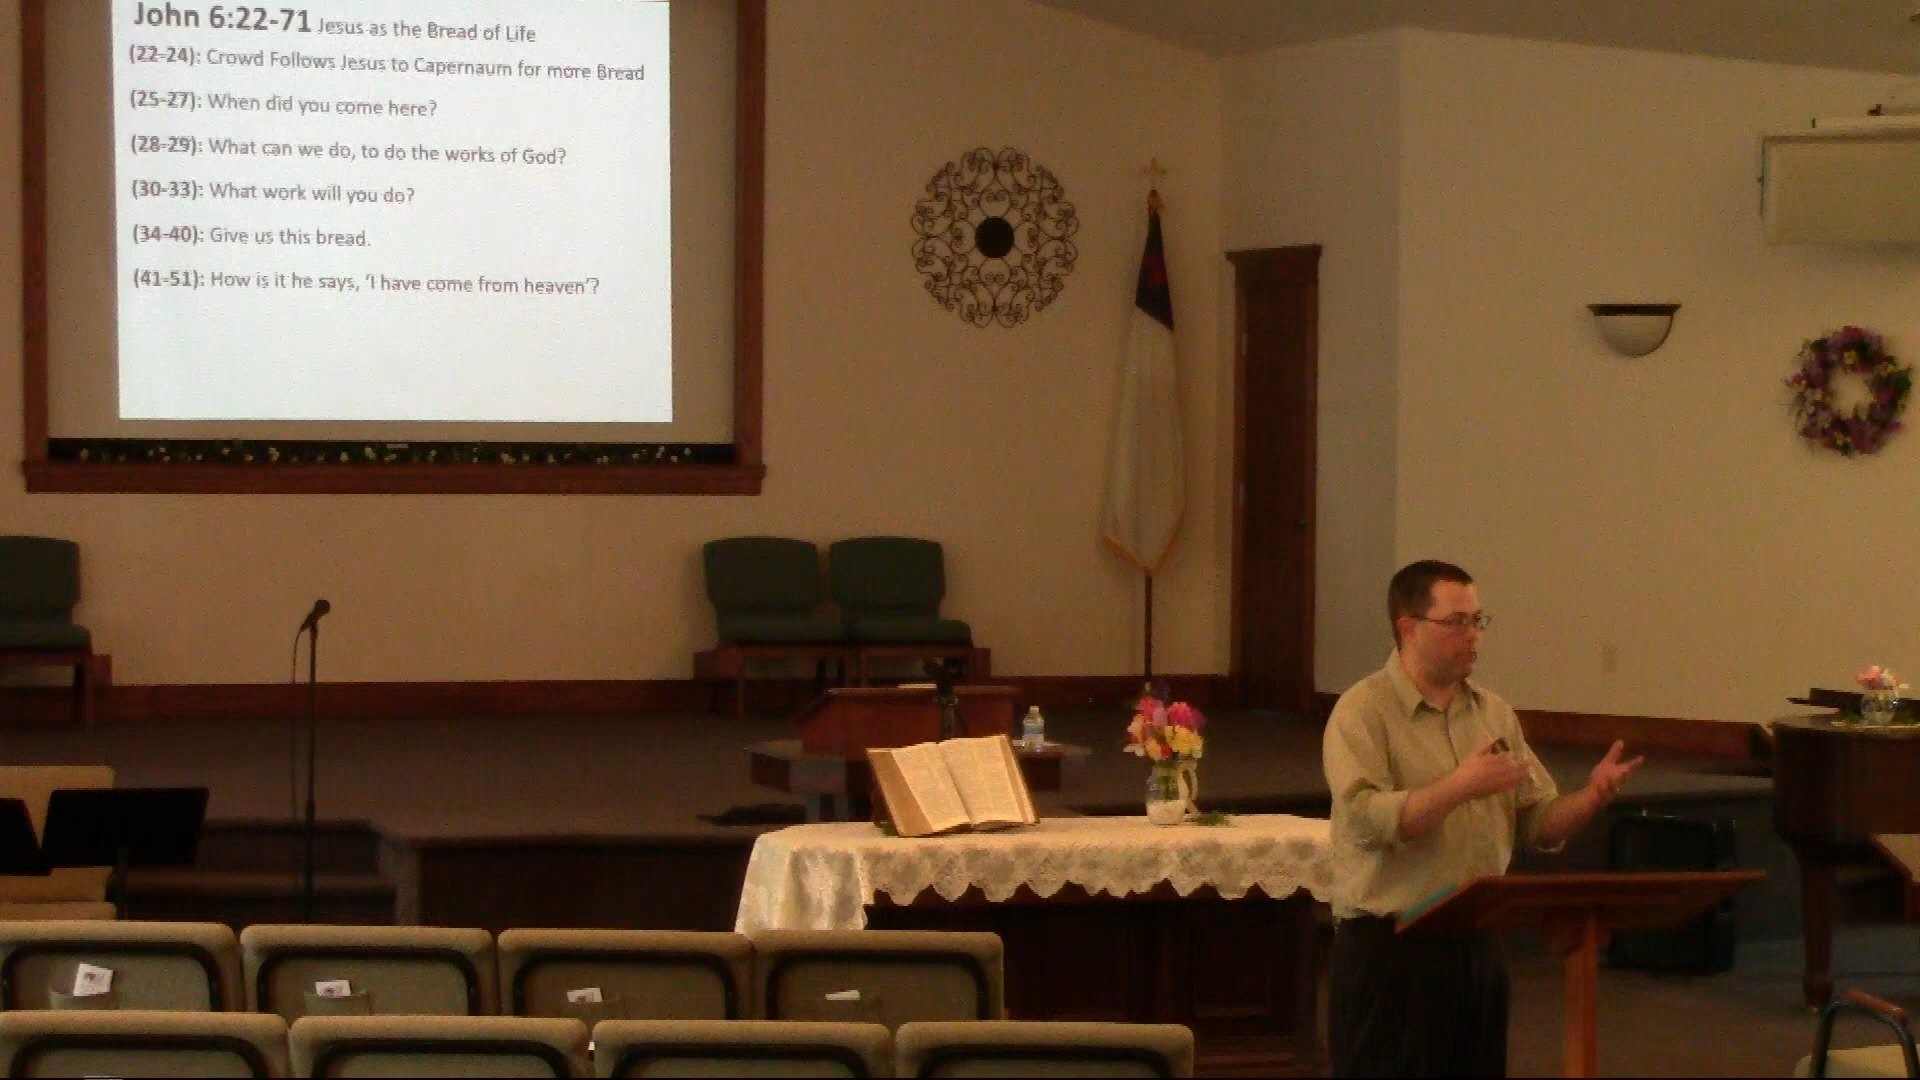 John 6:22-71 Jesus as the Bread of Life
(22-24): Crowd Follows Jesus to Capernaum for more Bread
(25-27): When did you come here?
(28-29): What can we do, to do the works of God?
(30-33): What work will you do?
(34-40): Give us this bread.
(41-51): How is it he says, 'I have come from heaven'?